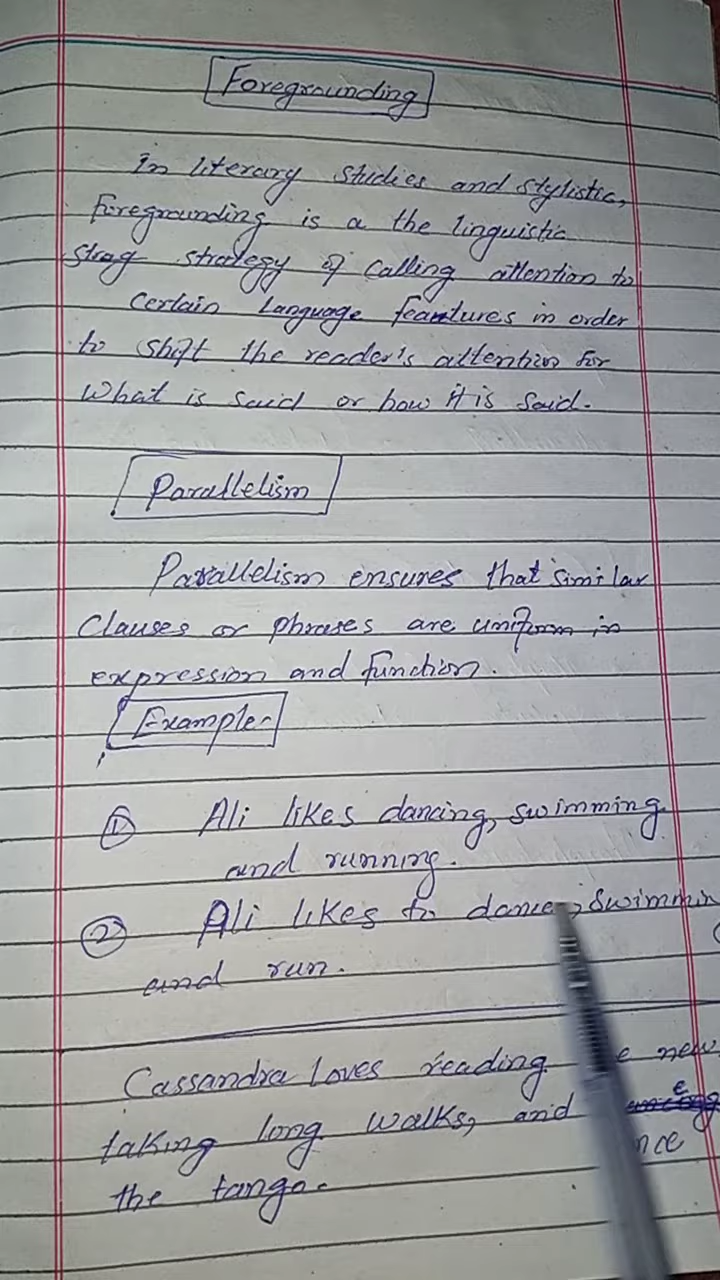 Foregrounding
In literary studies and stylistic,
Foregrounding is a the linguistic
strag strategy of calling attention to
certain language features in order
to shift the reader's attention for
What is said or how it is said.
Parallelism
Parallelism ensures that similar
Clauses or phrases are uniform in
expression and function.
Example-
① Ali likes dancing, swimming
and running.
② Ali likes to dance, swimmin
and run.
Cassandra Loves reading new
taking long walks, and
the tango.